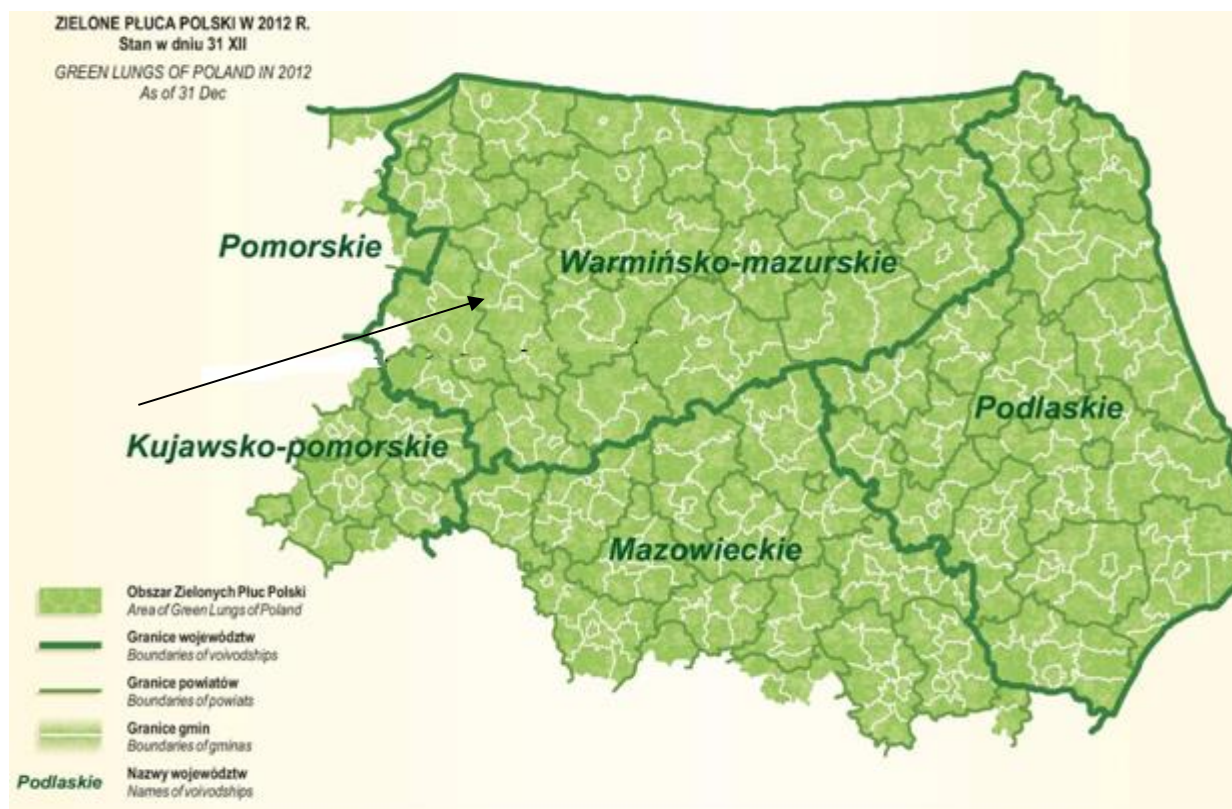 ZIELONE PŁUCA POLSKI W 2012 R.
Stan w dniu 31 XII
GREEN LUNGS OF POLAND IN 2012
As of 31 Dec
Pomorskie
Warmińsko-mazurskie
Podlaskie
Kujawsko-pomorskie
Mazowieckie
Obszar Zielonych Płuc Polski
Area of Green Lungs of Poland
Granice województw
Boundaries of voivodships
Granice powiatów
Boundaries of powiats
Granice gmin
Boundaries of gminas
Podlaskie
Nazwy województw
Names of voivodships